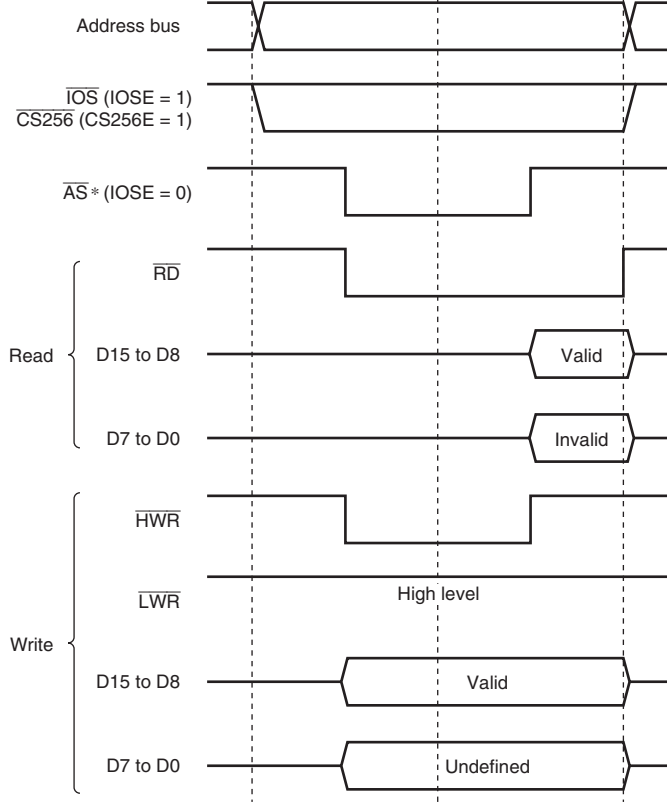 Address bus
IOS (IOSE = 1)
CS256 (CS256E = 1)
AS * (IOSE = 0)
RD
Read
D15 to D8
Valid
D7 to D0
Invalid
HWR
High level
LWR
Write
D15 to D8
Valid
D7 to D0
Undefined